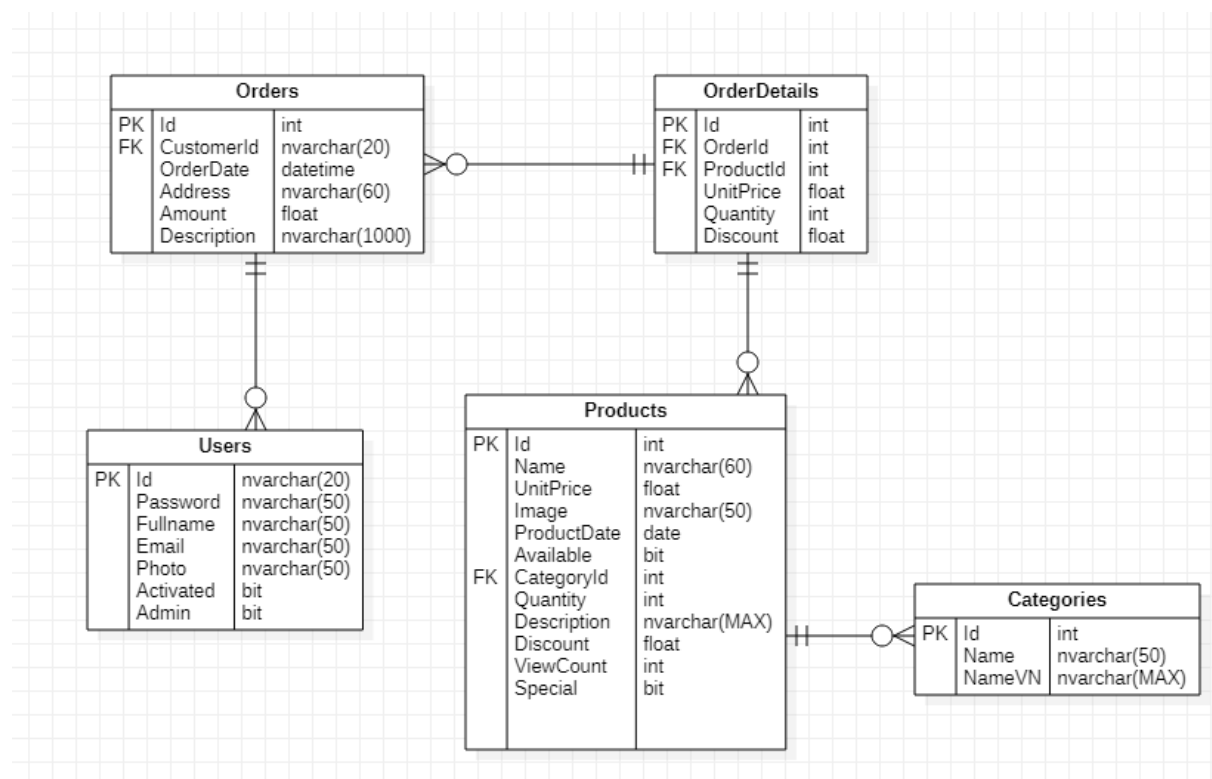 Orders
PK Id int
FK CustomerId nvarchar(20)
OrderDate datetime
Address nvarchar(60)
Amount float
Description nvarchar(1000)
OrderDetails
PK Id int
FK OrderId int
FK ProductId int
UnitPrice float
Quantity int
Discount float
Users
PK Id nvarchar(20)
Password nvarchar(50)
Fullname nvarchar(50)
Email nvarchar(50)
Photo nvarchar(50)
Activated bit
Admin bit
Products
PK Id int
Name nvarchar(60)
UnitPrice float
Image nvarchar(50)
ProductDate date
Available bit
FK CategoryId int
Quantity int
Description nvarchar(MAX)
Discount float
ViewCount int
Special bit
Categories
PK Id int
Name nvarchar(50)
NameVN nvarchar(MAX)